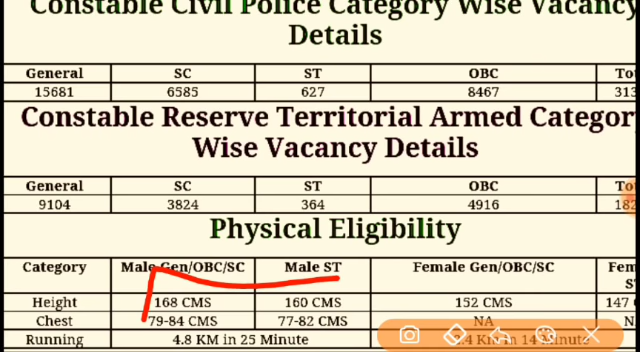 Constable Civil Police Category Wise Vacancy
Details
General SC ST OBC
15681 6585 627 8467
Constable Reserve Territorial Armed
Wise Vacancy Details
General SC ST OBC
9104 3824 364 4916
Physical Eligibility
Category Male Gen/OBC/SC Male ST Female Gen/OBC/SC
Height 168 CMS 160 CMS 152 CMS 147
Chest 79-84 CMS 77-82 CMS NA
Running 4.8 KM in 25 Minute